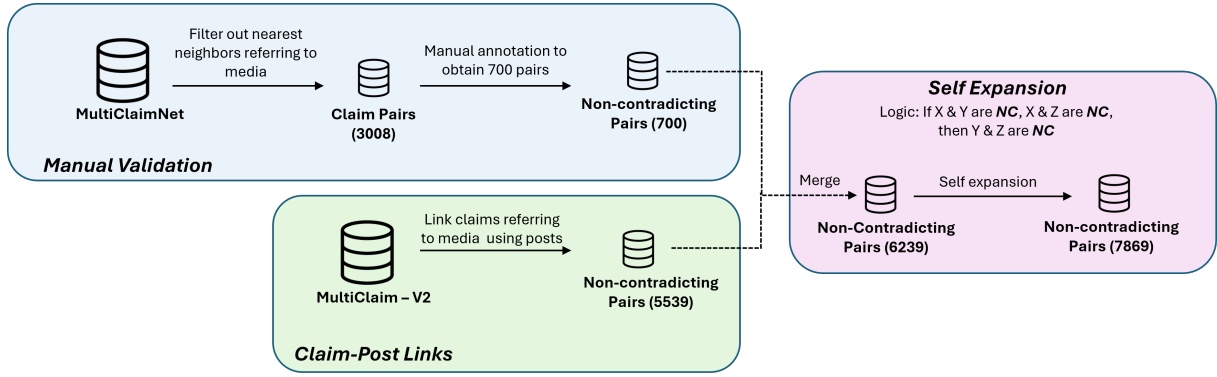 Filter out nearest
neighbors referring to
media
MultiClaimNet
Manual annotation to
obtain 700 pairs
Claim Pairs
(3008)
Non-contradicting
Pairs (700)
Manual Validation
Link claims referring
to media using posts
MultiClaim – V2
Non-contradicting
Pairs (5539)
Claim-Post Links
Self Expansion
Logic: If X & Y are NC, X & Z are NC,
then Y & Z are NC
Merge
Self expansion
Non-Contradicting
Pairs (6239)
Non-contradicting
Pairs (7869)